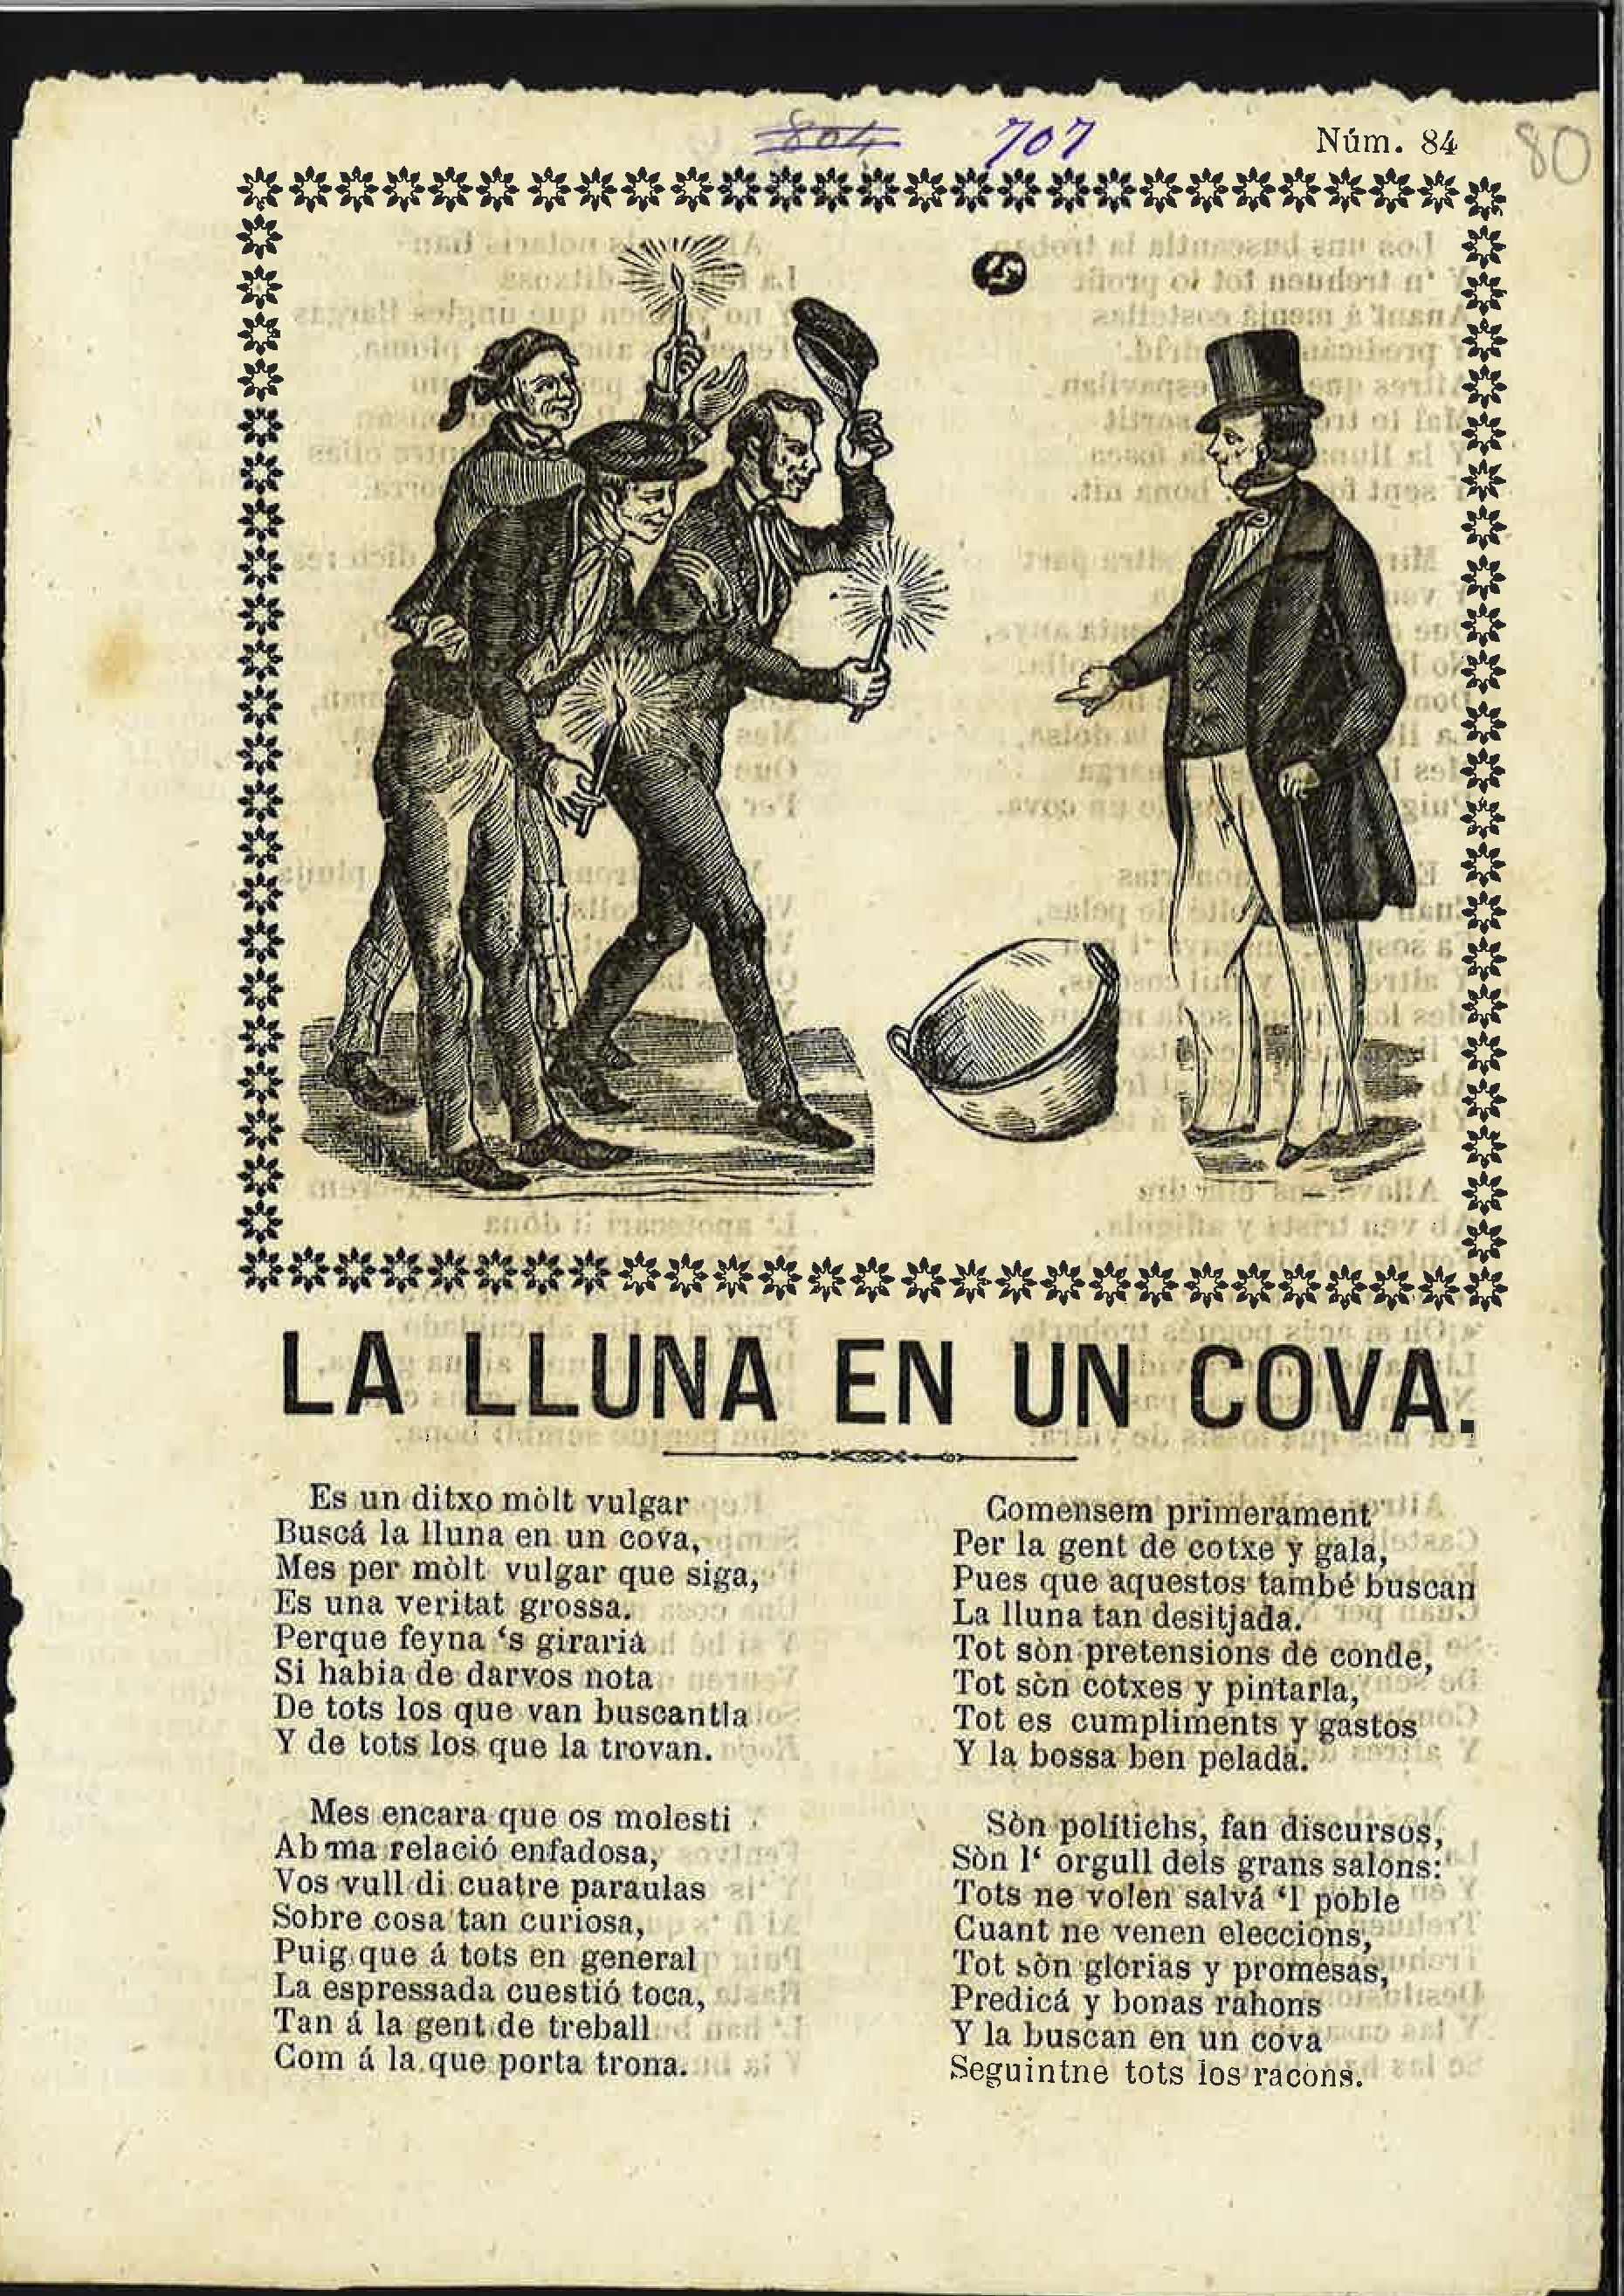 804 707 Núm. 84 80
LA LLUNA EN UN COVA.
Es un ditxo mòlt vulgar
Buscá la lluna en un cova,
Mes per mòlt vulgar que siga,
Es una veritat grossa.
Perque feyna ‘s giraria
Si habia de darvos nota
De tots los que van buscantla
Y de tots los que la trovan.
Mes encara que os molesti
Ab ma relació enfadosa,
Vos vull di cuatre paraulas
Sobre cosa tan curiosa,
Puig que á tots en general
La espressada cuestió toca,
Tan á la gent de treball
Com á la que porta trona.
Comensem primerament
Per la gent de cotxe y gala,
Pues que aquestos també buscan
La lluna tan desitjada.
Tot sòn pretensions de conde,
Tot sòn cotxes y pintarla,
Tot es cumpliments y gastos
Y la bossa ben pelada.
Sòn politichs, fan discursos,
Sòn l‘ orgull dels grans salons:
Tots ne volen salvá ‘l poble
Cuant ne venen eleccions,
Tot sòn glorias y promesas,
Predicá y bonas rahons
Y la buscan en un cova
Seguintne tots los racons.